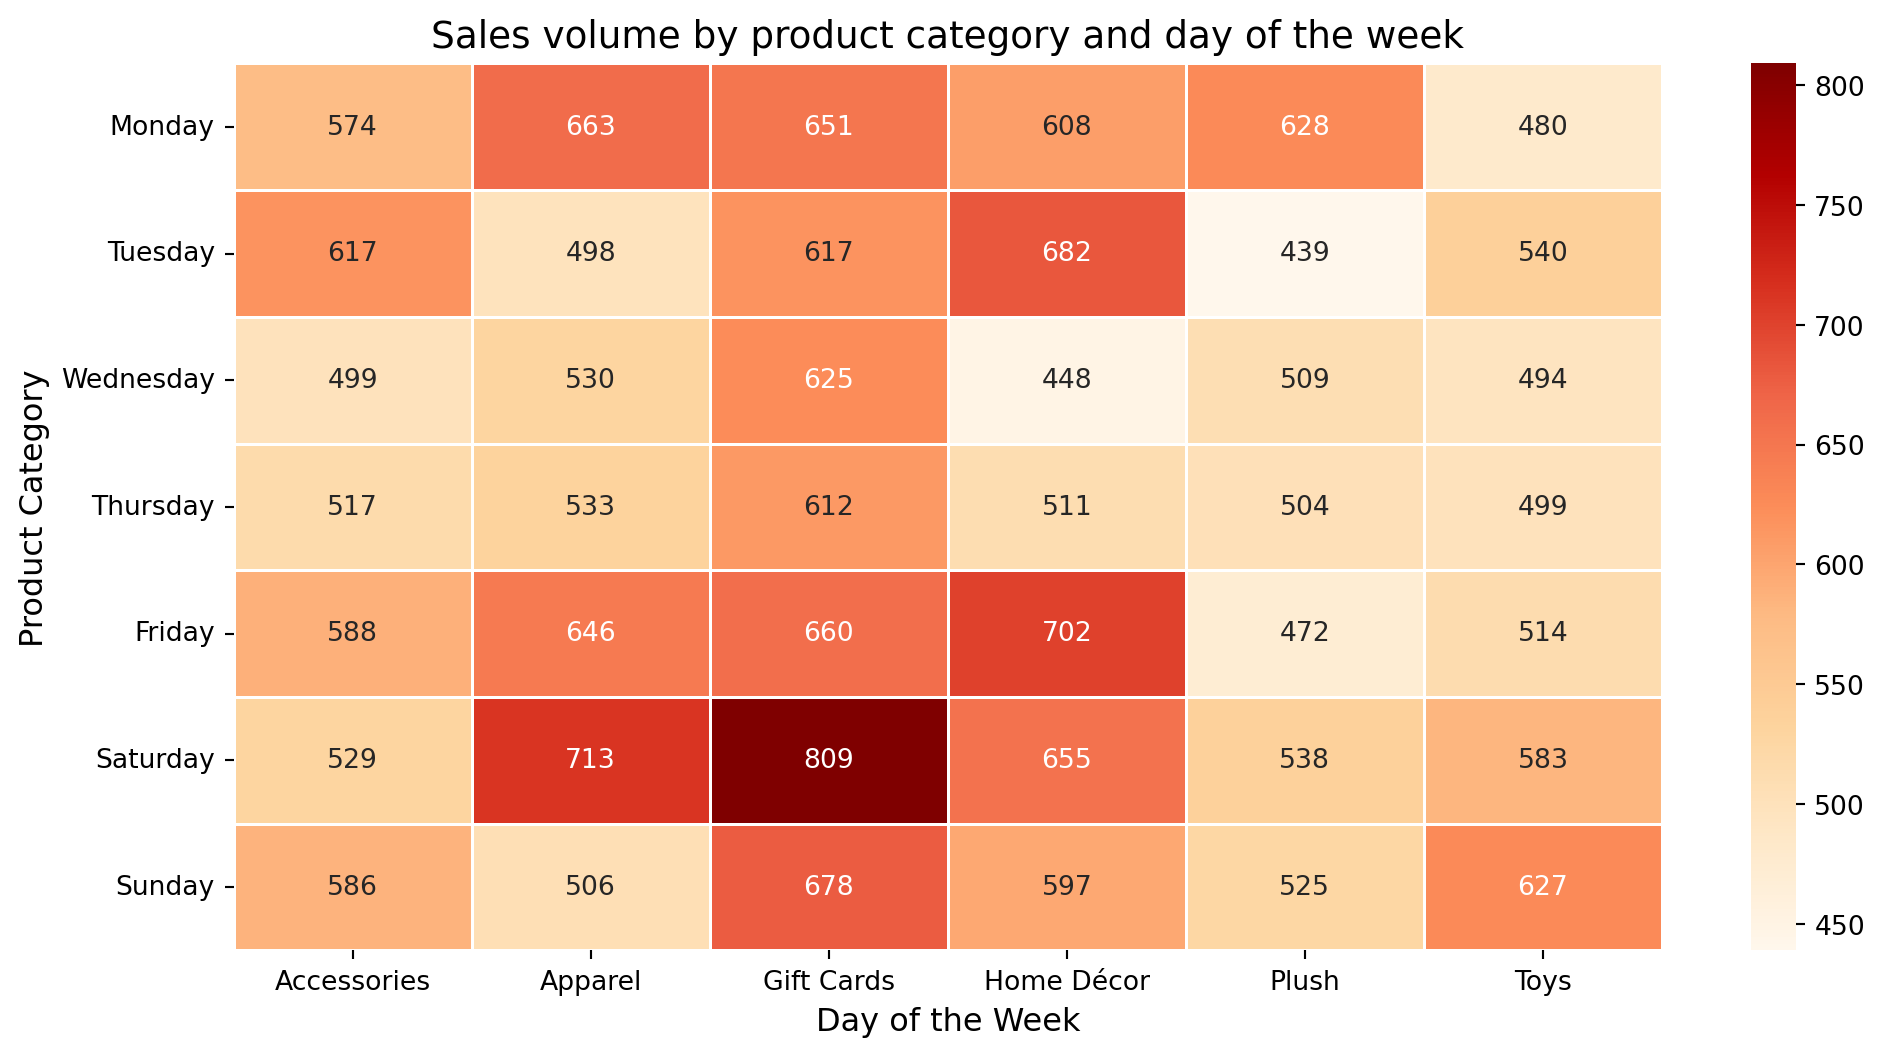 Sales volume by product category and day of the week
Product Category
Monday 574 663 651 608 628 480
Tuesday 617 498 617 682 439 540
Wednesday 499 530 625 448 509 494
Thursday 517 533 612 511 504 499
Friday 588 646 660 702 472 514
Saturday 529 713 809 655 538 583
Sunday 586 506 678 597 525 627
Accessories Apparel Gift Cards Home Décor Plush Toys
Day of the Week
800
750
700
650
600
550
500
450